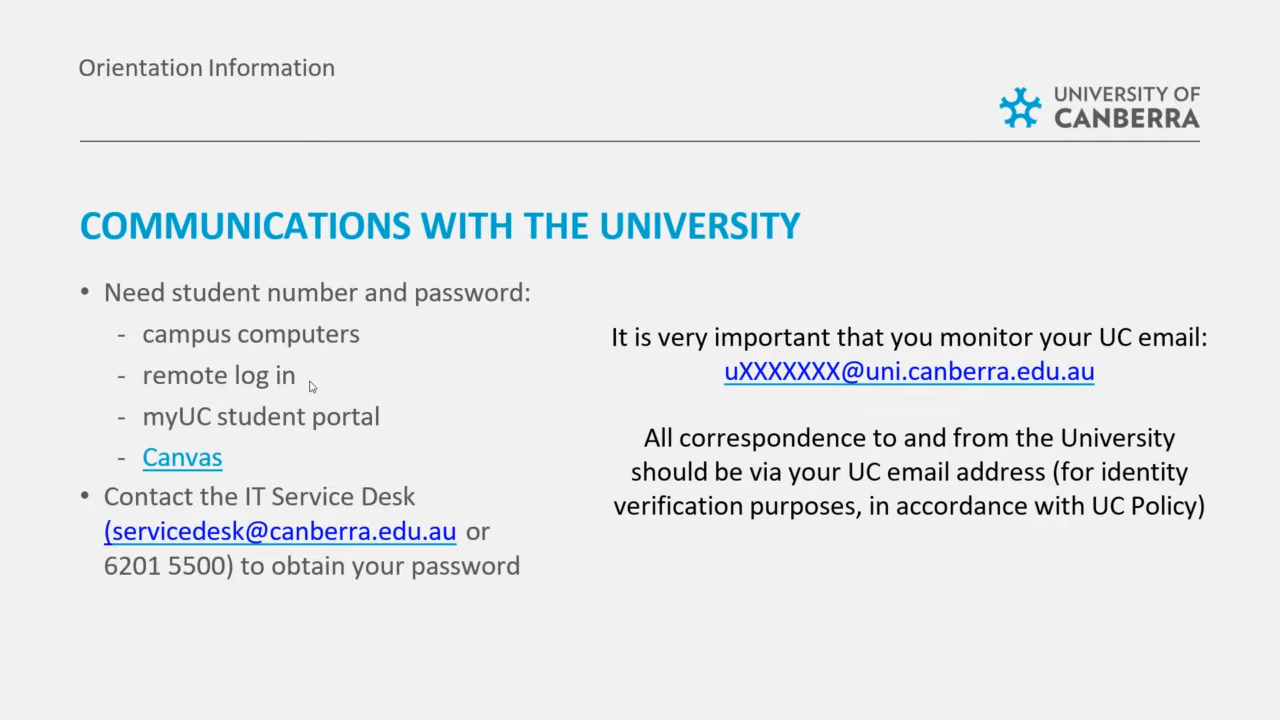 Orientation Information
UNIVERSITY OF
CANBERRA
COMMUNICATIONS WITH THE UNIVERSITY
• Need student number and password:
- campus computers
- remote log in
- myUC student portal
- Canvas
• Contact the IT Service Desk
(servicedesk@canberra.edu.au or
6201 5500) to obtain your password
It is very important that you monitor your UC email:
uXXXXXXX@uni.canberra.edu.au
All correspondence to and from the University
should be via your UC email address (for identity
verification purposes, in accordance with UC Policy)